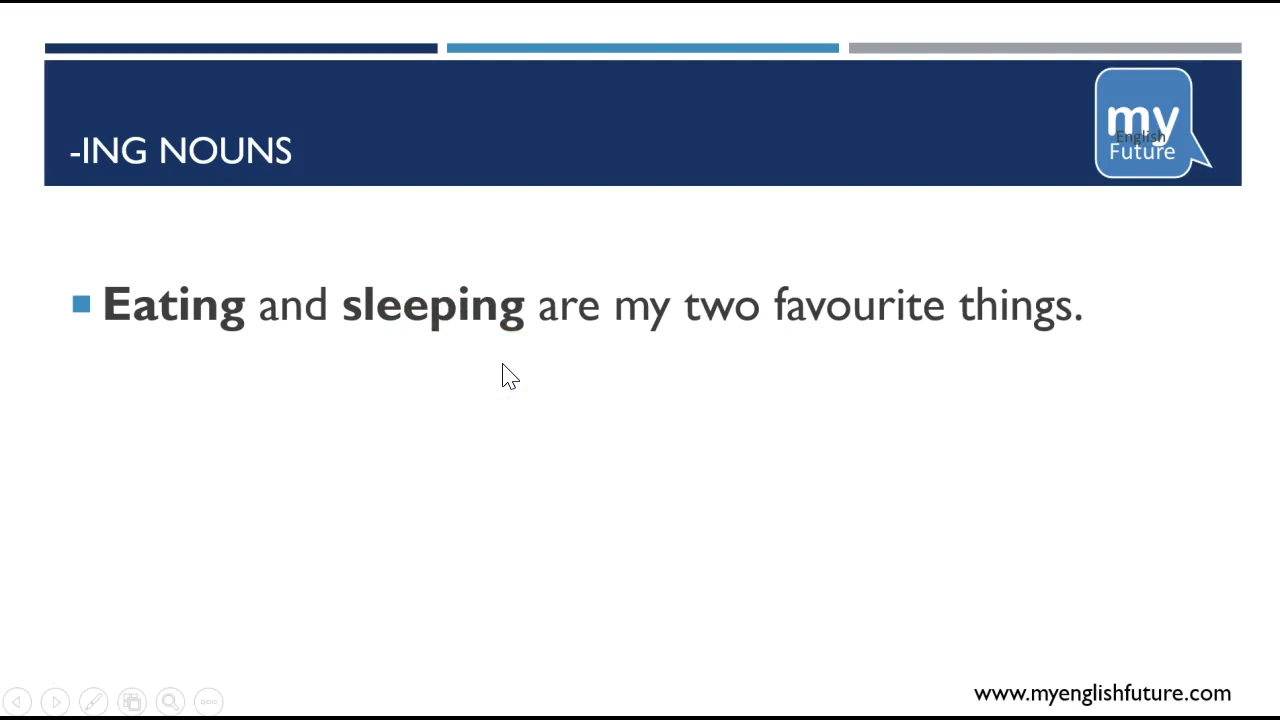 -ING NOUNS
my
English
Future
Eating and sleeping are my two favourite things.
www.myenglishfuture.com